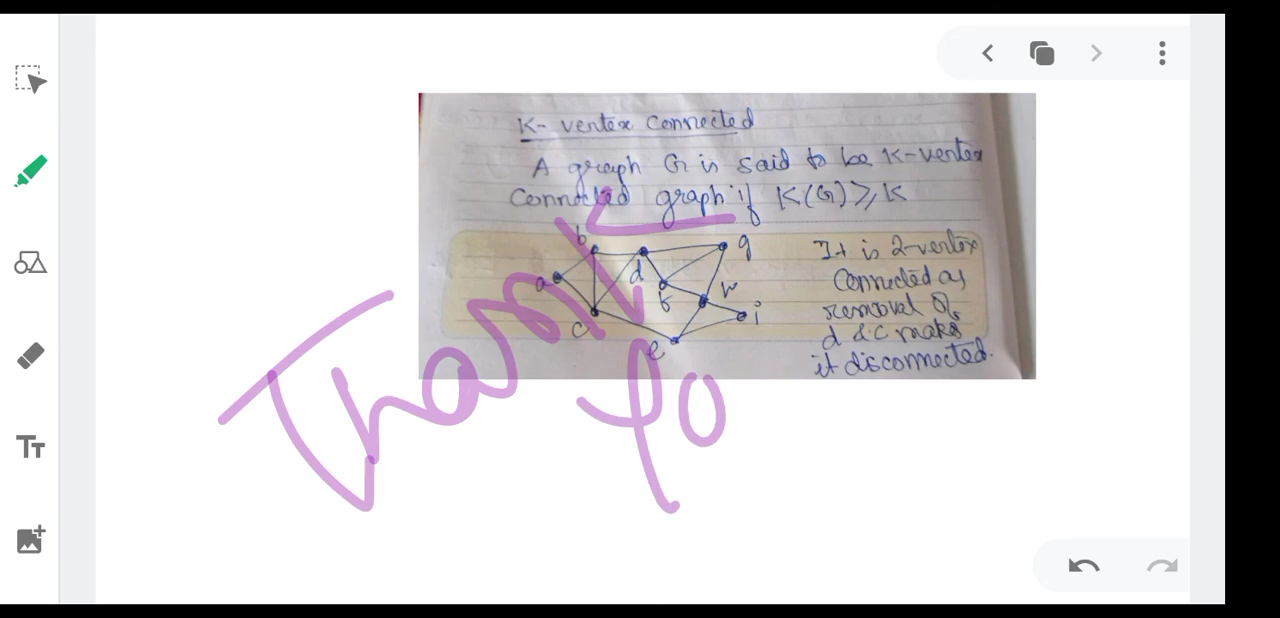 K- vertex connected
A graph G is said to be K-vertex
Connected graph if K(G) ⩾ K
b
d
g
a
f
h
i
c
e
It is 2-vertex
Connected as
removal of
d & c makes
it disconnected.
Thank
Yo
TT